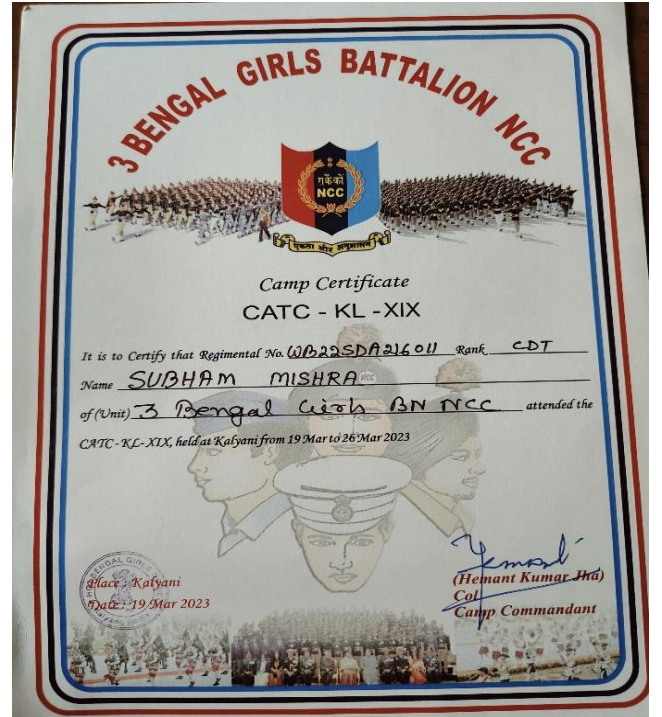 3 BENGAL GIRLS BATTALION NCC
एकता और अनुशासन
NCC
Camp Certificate
CATC - KL - XIX
It is to Certify that Regimental No. WB22SDA216011 Rank CDT
Name SUBHAM MISHRA
of (Unit) 3 Bengal Girls BN NCC attended the
CATC - KL- XIX, held at Kalyani from 19 Mar to 26 Mar 2023
Place : Kalyani
Date : 19 Mar 2023
(Hemant Kumar Jha)
Col
Camp Commandant